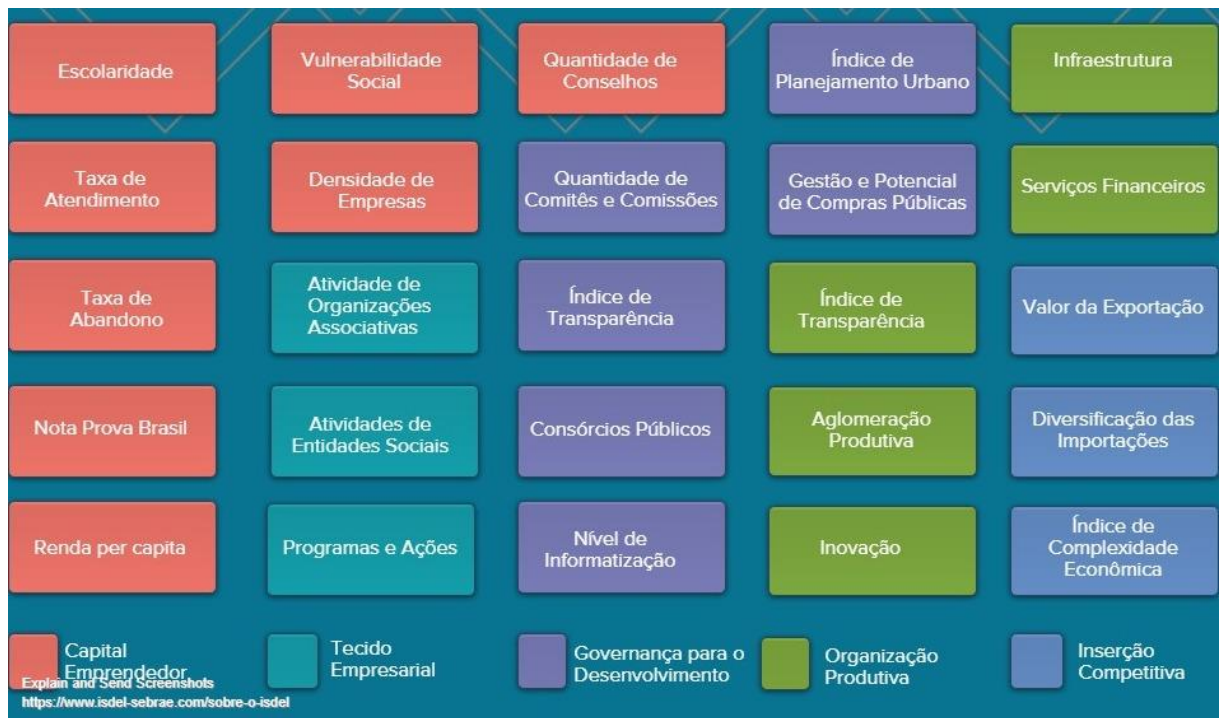 Escolaridade
Vulnerabilidade
Social
Quantidade de
Conselhos
Índice de
Planejamento Urbano
Infraestrutura
Taxa de
Atendimento
Densidade de
Empresas
Quantidade de
Comitês e Comissões
Gestão e Potencial
de Compras Públicas
Serviços Financeiros
Taxa de
Abandono
Atividade de
Organizações
Associativas
Índice de
Transparência
Índice de
Transparência
Valor da Exportação
Nota Prova Brasil
Atividades de
Entidades Sociais
Consórcios Públicos
Aglomeração
Produtiva
Diversificação das
Importações
Renda per capita
Programas e Ações
Nível de
Informatização
Inovação
Índice de
Complexidade
Econômica
Capital
Emprendedor
Tecido
Empresarial
Governança para o
Desenvolvimento
Organização
Produtiva
Inserção
Competitiva
Explain and Send Screenshots
https://www.isdel-sebrae.com/sobre-o-isdel